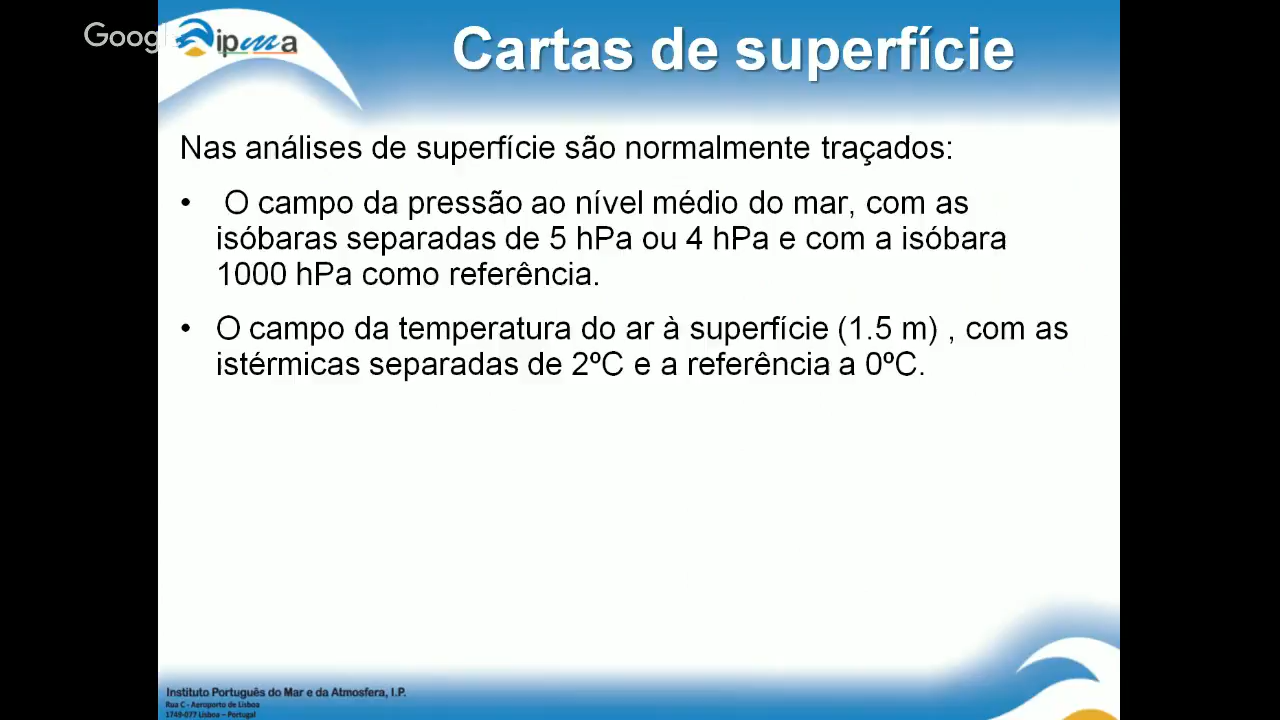 Google
ipma
Cartas de superfície
Nas análises de superfície são normalmente traçados:
• O campo da pressão ao nível médio do mar, com as
isóbaras separadas de 5 hPa ou 4 hPa e com a isóbara
1000 hPa como referência.
• O campo da temperatura do ar à superfície (1.5 m) , com as
istérmicas separadas de 2ºC e a referência a 0ºC.
Instituto Português do Mar e da Atmosfera, I.P.
Rua C - Aeroporto de Lisboa
1749-077 Lisboa – Portugal